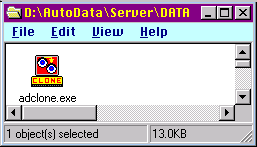 D:\AutoData\Server\DATA
File Edit View Help
CLONE
adclone.exe
1 object(s) selected 13.0KB